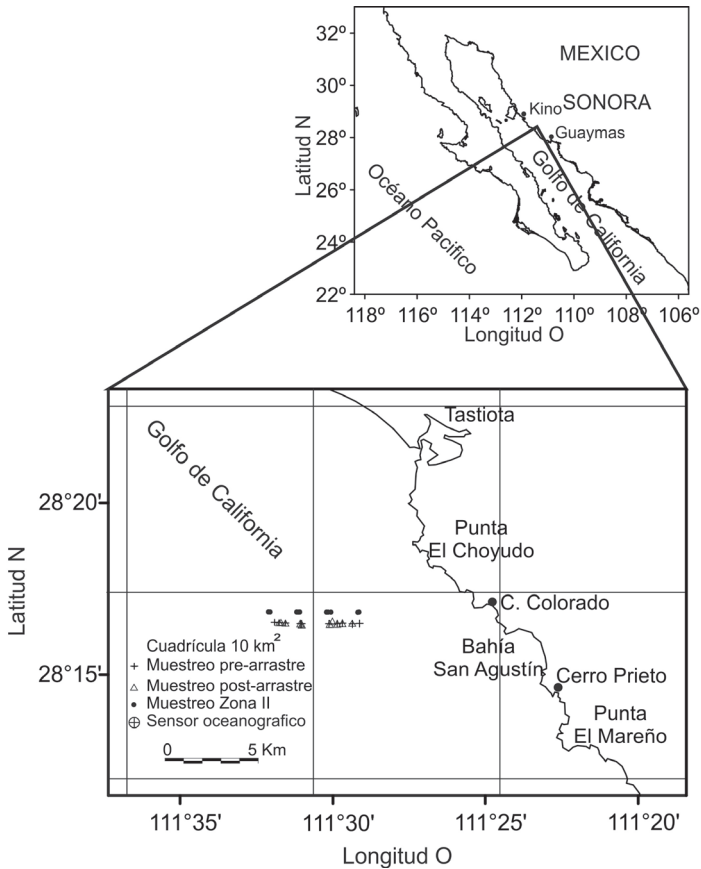 32º
30º
28º
26º
24º
22º
Latitud N
MEXICO
SONORA
Kino
Guaymas
Golfo de California
Océano Pacifico
118º 116º 114º 112º 110º 108º 106º
Longitud O
Golfo de California
Tastiota
Punta
El Choyudo
C. Colorado
Bahía
San Agustín
Cerro Prieto
Punta
El Mareño
28°20'
28°15'
Latitud N
Cuadrícula 10 km²
Muestreo pre-arrastre
Muestreo post-arrastre
Muestreo Zona II
Sensor oceanografico
0 5 Km
111°35' 111°30' 111°25' 111°20'
Longitud O